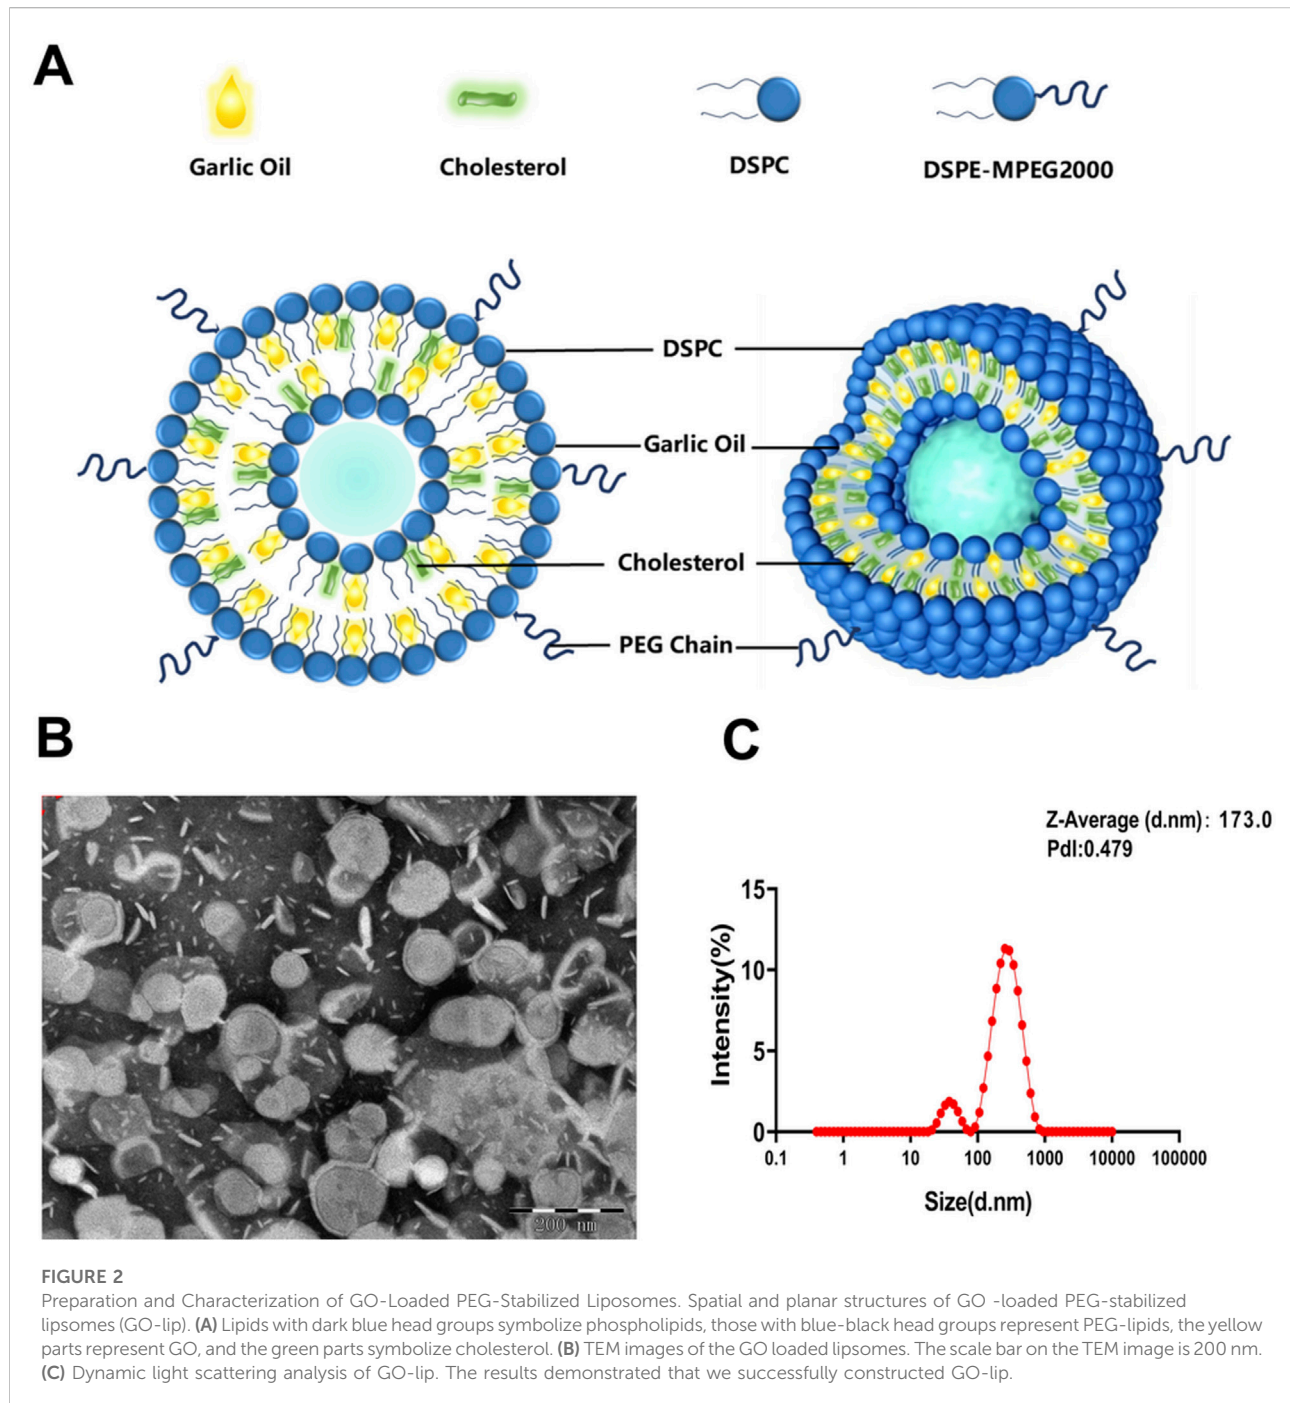 A
Garlic Oil
Cholesterol
DSPC
DSPE-MPEG2000
DSPC
Garlic Oil
Cholesterol
PEG Chain
B
200 nm
C
Z-Average (d.nm): 173.0
PdI:0.479
15
10
5
0
Intensity(%)
0.1 1 10 100 1000 10000 100000
Size(d.nm)
FIGURE 2
Preparation and Characterization of GO-Loaded PEG-Stabilized Liposomes. Spatial and planar structures of GO -loaded PEG-stabilized
lipsomes (GO-lip). (A) Lipids with dark blue head groups symbolize phospholipids, those with blue-black head groups represent PEG-lipids, the yellow
parts represent GO, and the green parts symbolize cholesterol. (B) TEM images of the GO loaded lipsomes. The scale bar on the TEM image is 200 nm.
(C) Dynamic light scattering analysis of GO-lip. The results demonstrated that we successfully constructed GO-lip.